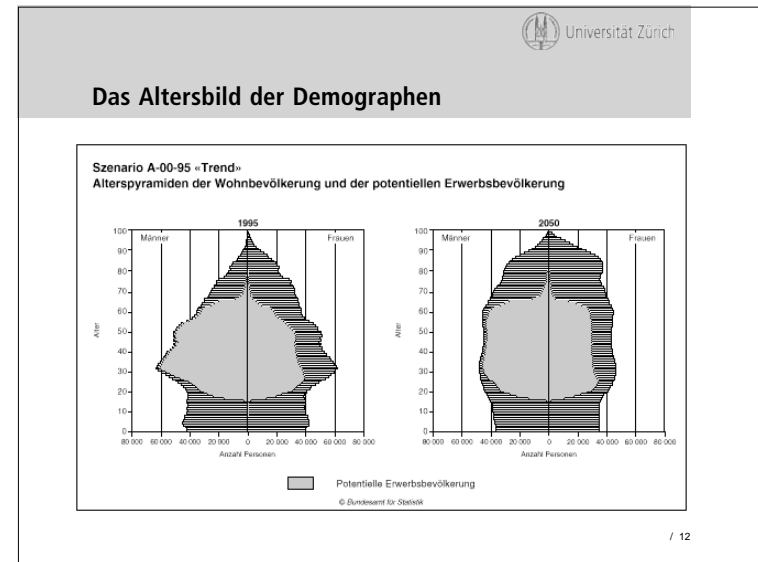 Universität Zürich
Das Altersbild der Demographen
Szenario A-00-95 «Trend»
Alterspyramiden der Wohnbevölkerung und der potentiellen Erwerbsbevölkerung
1995
Männer
Frauen
100
90
80
70
60
50
40
30
20
10
0
Alter
80 000 60 000 40 000 20 000 0 20 000 40 000 60 000 80 000
Anzahl Personen
2050
Männer
Frauen
100
90
80
70
60
50
40
30
20
10
0
Alter
80 000 60 000 40 000 20 000 0 20 000 40 000 60 000 80 000
Anzahl Personen
Potentielle Erwerbsbevölkerung
© Bundesamt für Statistik
/ 12